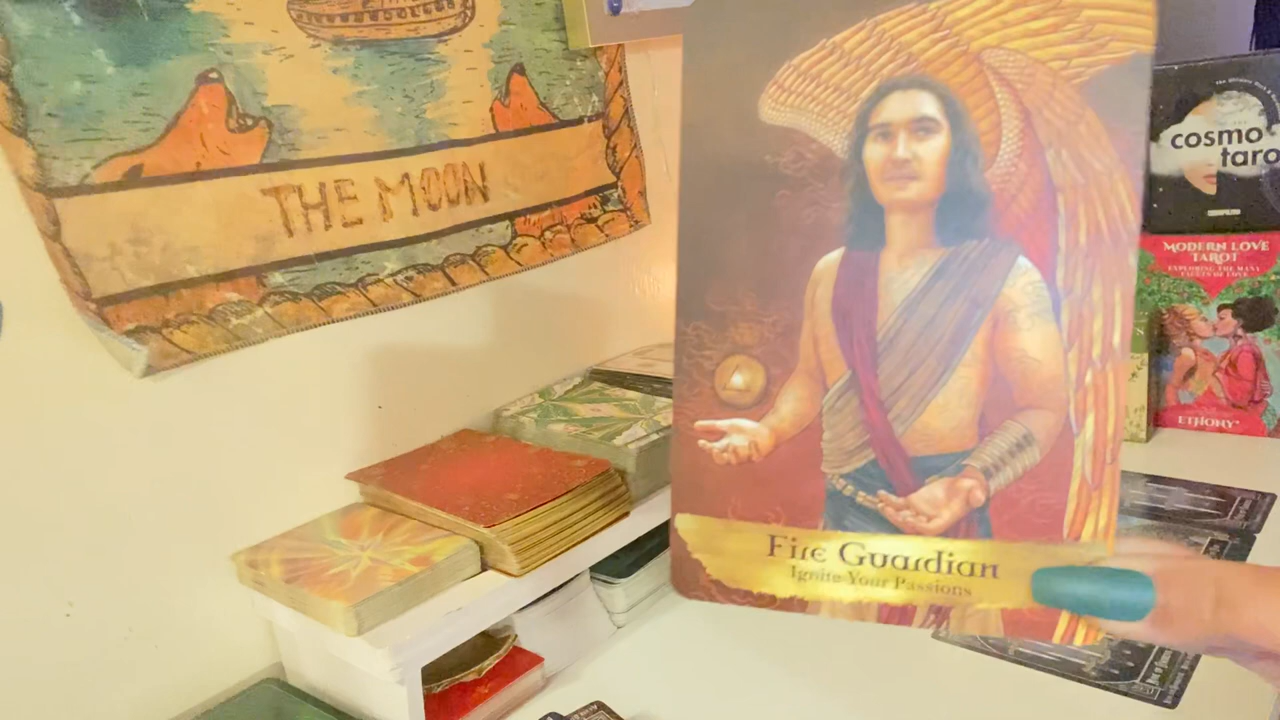 THE MOON
Fire Guardian
Ignite Your Passions
cosmo
taro
MODERN LOVE
TAROT
EXPLORING THE MANY
FACETS OF LOVE
ETHONY